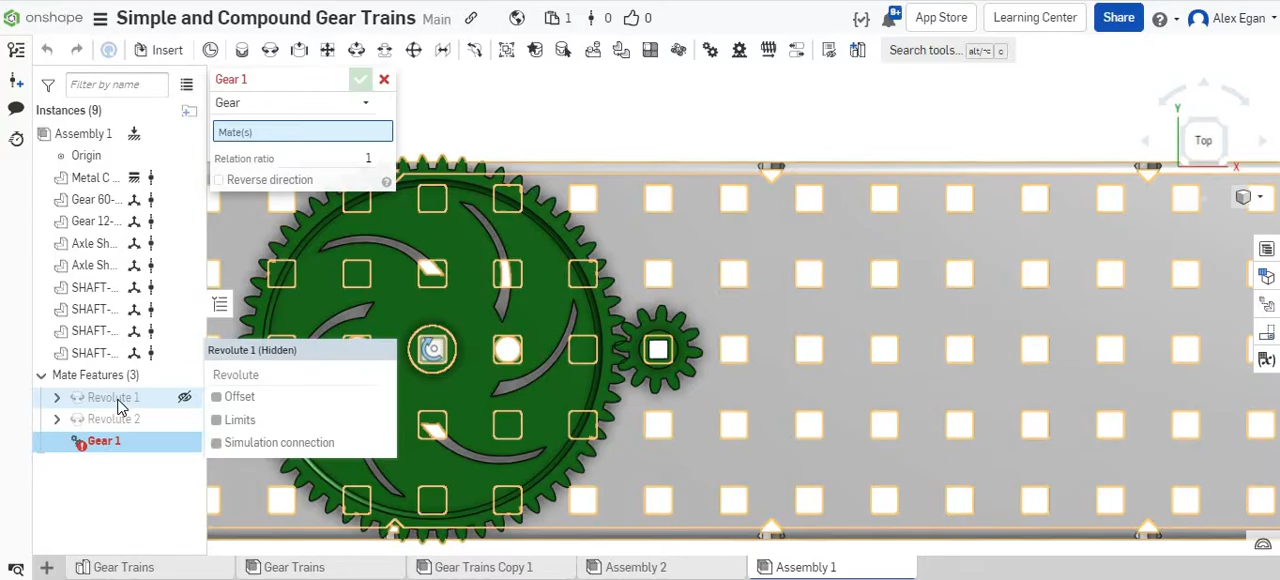 onshape Simple and Compound Gear Trains Main 1 0 0 8+ App Store Learning Center Share Alex Egan
Insert Search tools... alt/⌥ c
Filter by name
Instances (9)
Assembly 1
Origin
Metal C ...
Gear 60-...
Gear 12-...
Axle Sh...
Axle Sh...
SHAFT-...
SHAFT-...
SHAFT-...
SHAFT-...
Mate Features (3)
Revolute 1
Revolute 2
Gear 1
Gear 1
Gear
Mate(s)
Relation ratio 1
Reverse direction
Revolute 1 (Hidden)
Revolute
Offset
Limits
Simulation connection
Y
Top
X
Gear Trains Gear Trains Gear Trains Copy 1 Assembly 2 Assembly 1